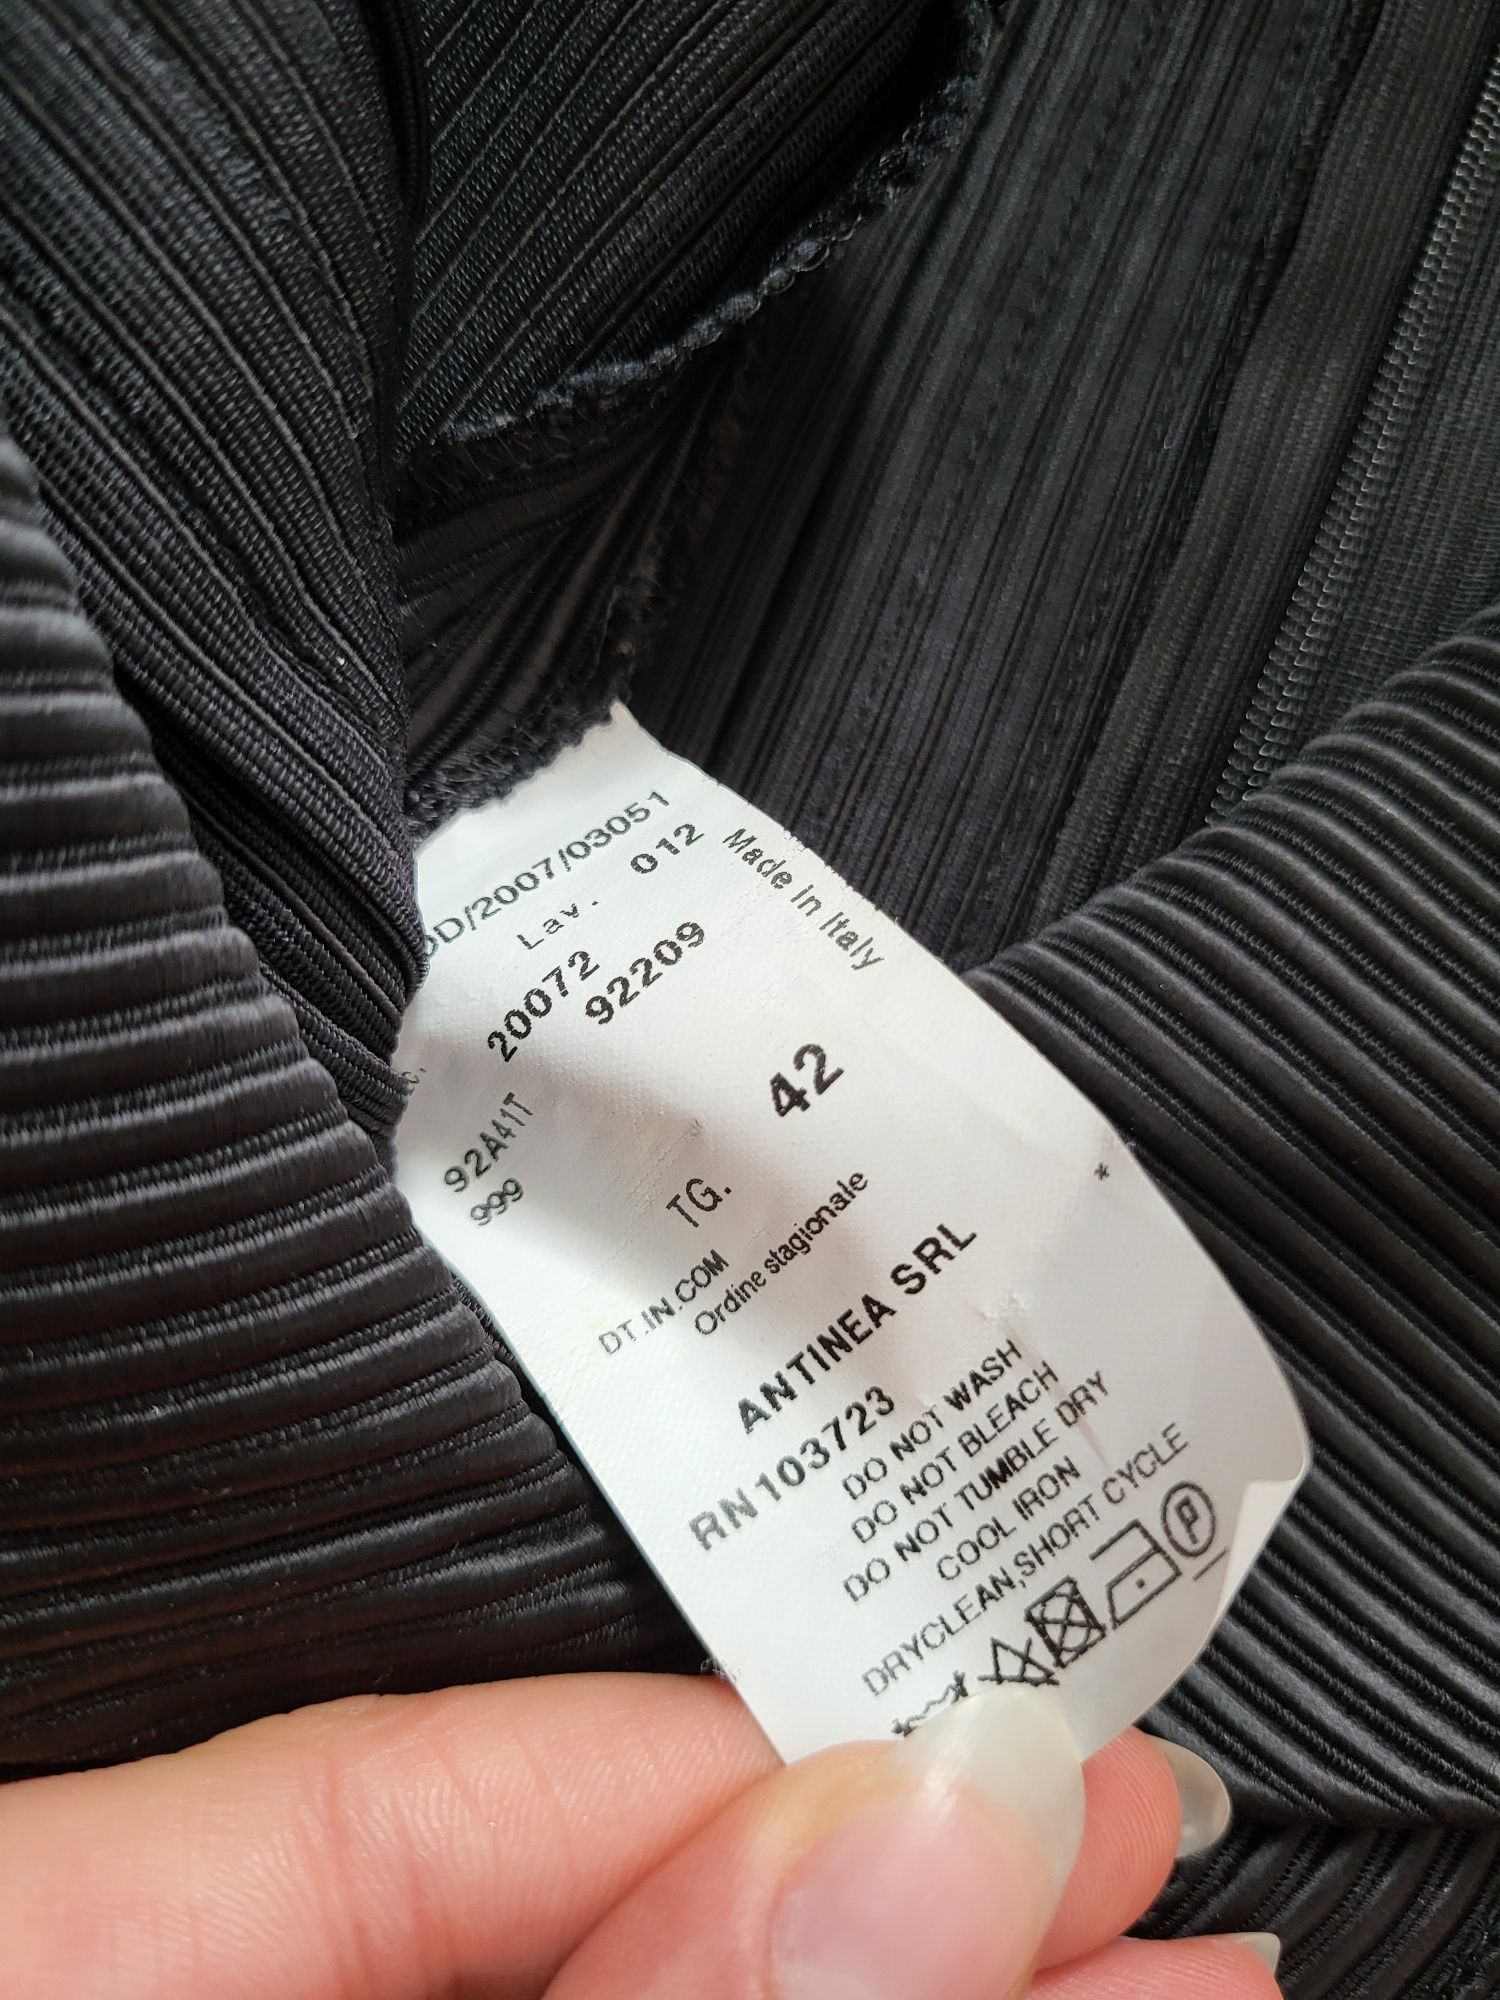 DD/2007/03051
Lav. 012
Made in Italy
20072
92209
92A41T
999
TG. 42
DT.IN.COM
Ordine stagionale
*
ANTINEA SRL
RN 103723
DO NOT WASH
DO NOT BLEACH
DO NOT TUMBLE DRY
COOL IRON
DRYCLEAN,SHORT CYCLE
P